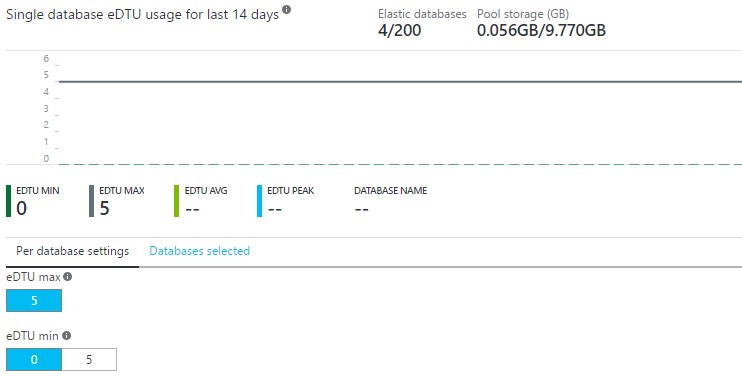 Single database eDTU usage for last 14 days
Elastic databases Pool storage (GB)
4/200 0.056GB/9.770GB
6
5
4
3
2
1
0
EDTU MIN EDTU MAX EDTU AVG EDTU PEAK DATABASE NAME
0 5 -- -- --
Per database settings Databases selected
eDTU max
5
eDTU min
0 5